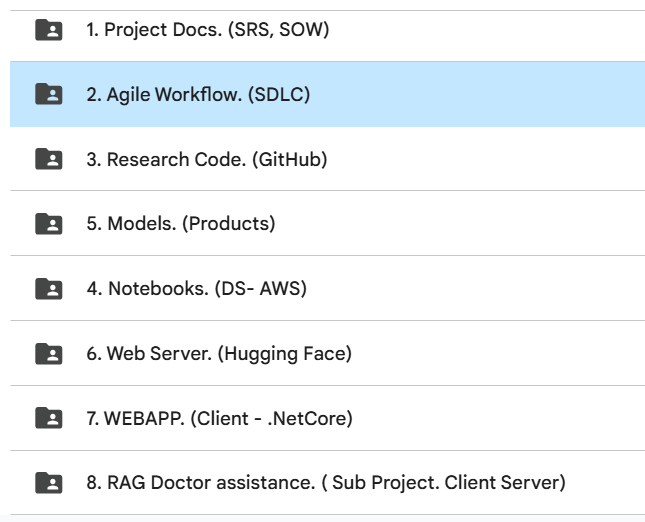 1. Project Docs. (SRS, SOW)
2. Agile Workflow. (SDLC)
3. Research Code. (GitHub)
5. Models. (Products)
4. Notebooks. (DS- AWS)
6. Web Server. (Hugging Face)
7. WEBAPP. (Client - .NetCore)
8. RAG Doctor assistance. ( Sub Project. Client Server)